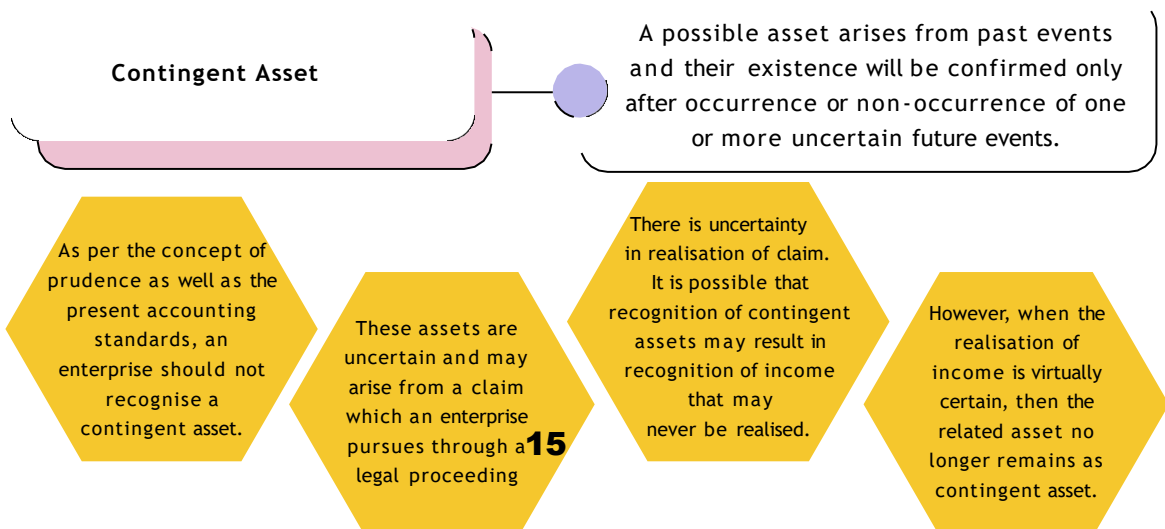 Contingent Asset
A possible asset arises from past events
and their existence will be confirmed only
after occurrence or non-occurrence of one
or more uncertain future events.
As per the concept of
prudence as well as the
present accounting
standards, an
enterprise should not
recognise a
contingent asset.
These assets are
uncertain and may
arise from a claim
which an enterprise
pursues through a
legal proceeding
15
There is uncertainty
in realisation of claim.
It is possible that
recognition of contingent
assets may result in
recognition of income
that may
never be realised.
However, when the
realisation of
income is virtually
certain, then the
related asset no
longer remains as
contingent asset.